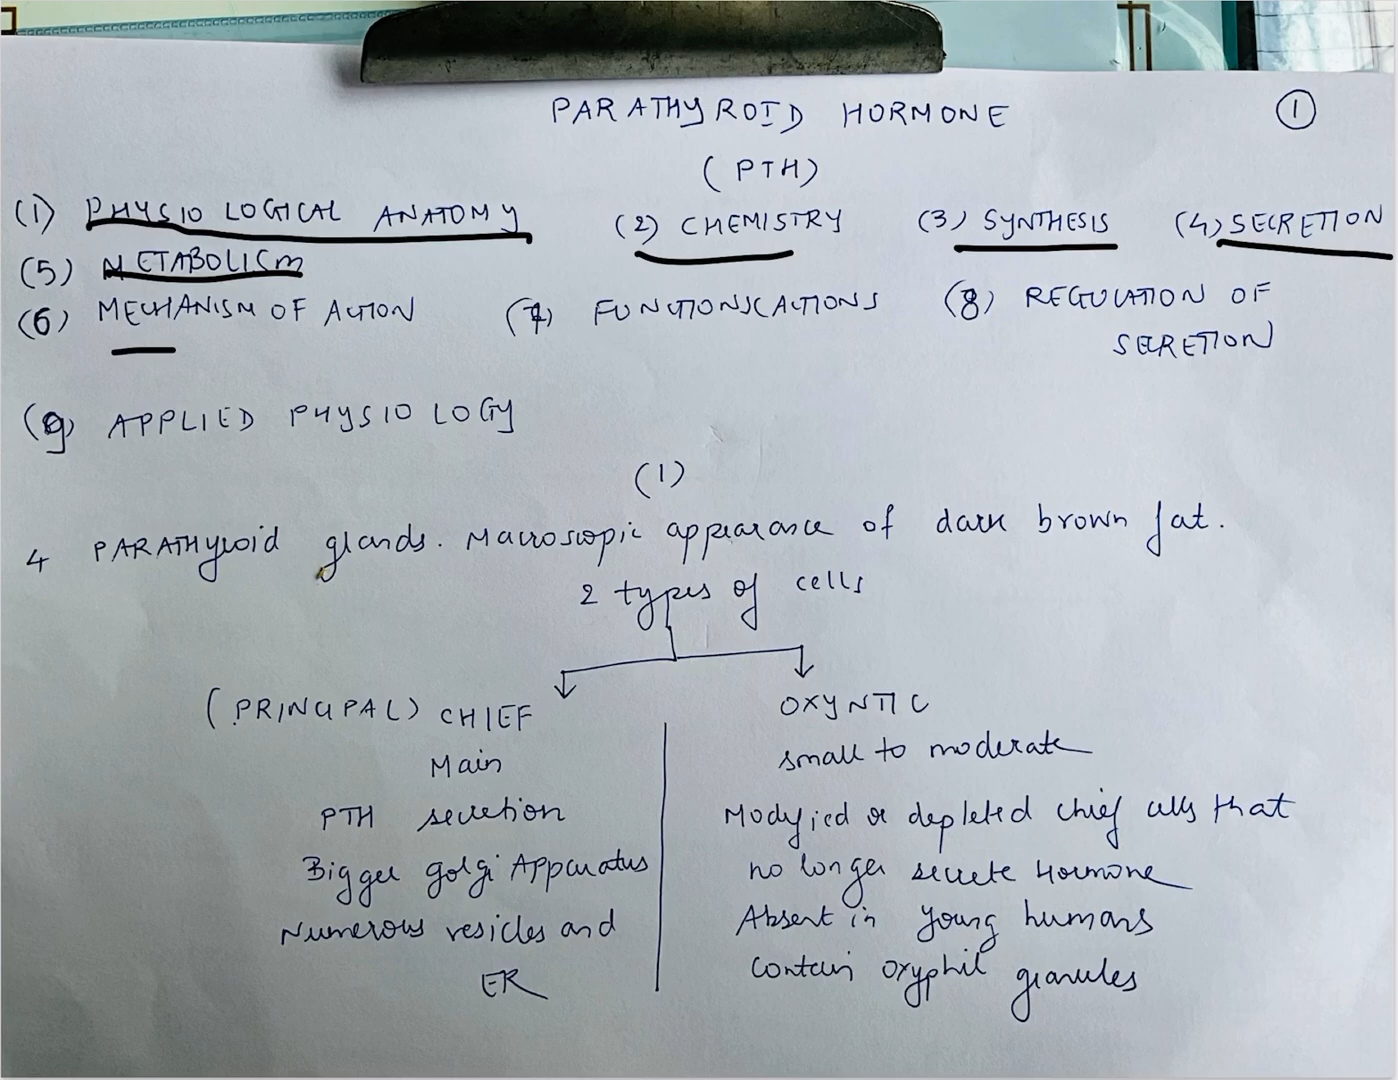 PARATHYROID HORMONE (1)
(PTH)
(1) PHYSIOLOGICAL ANATOMY (2) CHEMISTRY (3) SYNTHESIS (4) SECRETION
(5) METABOLISM
(6) MECHANISM OF ACTION (7) FUNCTIONS(ACTIONS (8) REGULATION OF
SECRETION
(9) APPLIED PHYSIOLOGY
(1)
4 PARATHyroid glands. Macroscopic appearance of dark brown fat.
2 types of cells
(PRINCIPAL) CHIEF
Main
PTH secretion
Bigger golgi Apparatus
Numerous vesicles and
ER
OXYNTIC
small to moderate
Modified or depleted chief cells that
no longer secrete Hormone
Absent in young humans
Contain oxyphil granules